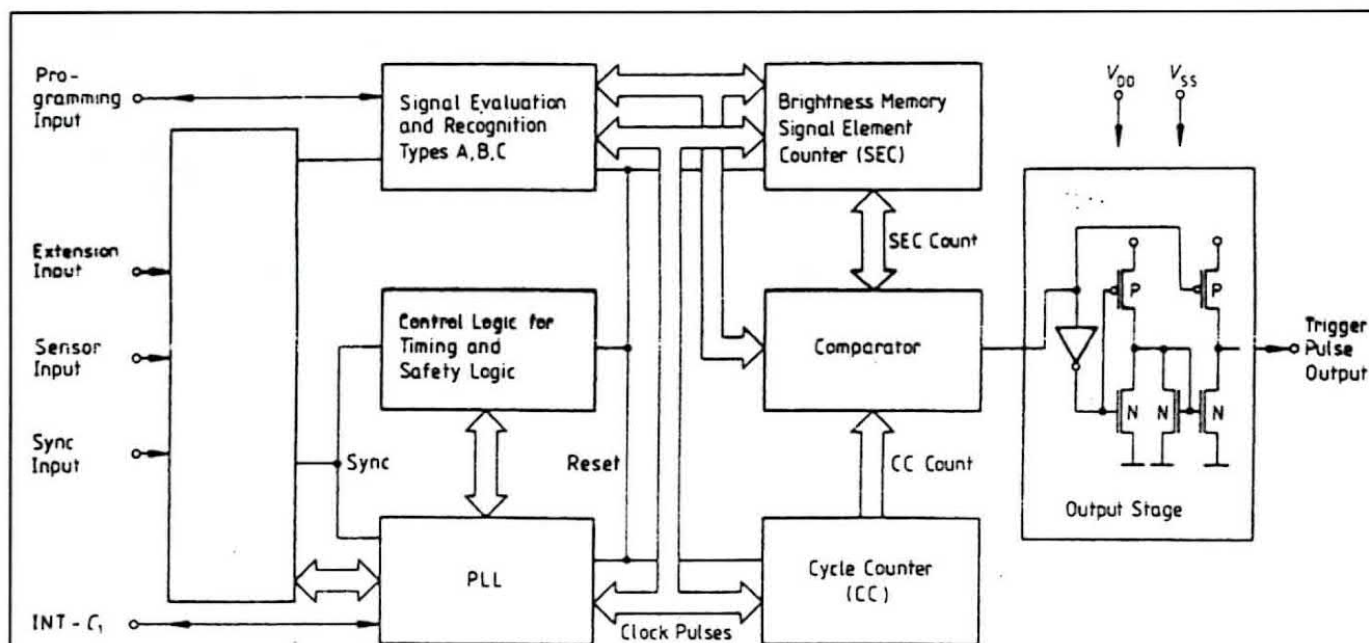 Pro-
gramming
Input
Extension
Input
Sensor
Input
Sync
Input
INT - C₁
Signal Evaluation
and Recognition
Types A, B, C
Control Logic for
Timing and
Safety Logic
Sync
Reset
PLL
Clock Pulses
Brightness Memory
Signal Element
Counter (SEC)
SEC Count
Comparator
CC Count
Cycle Counter
(CC)
V_DD
V_SS
P
P
N
N
N
Output Stage
Trigger
Pulse
Output